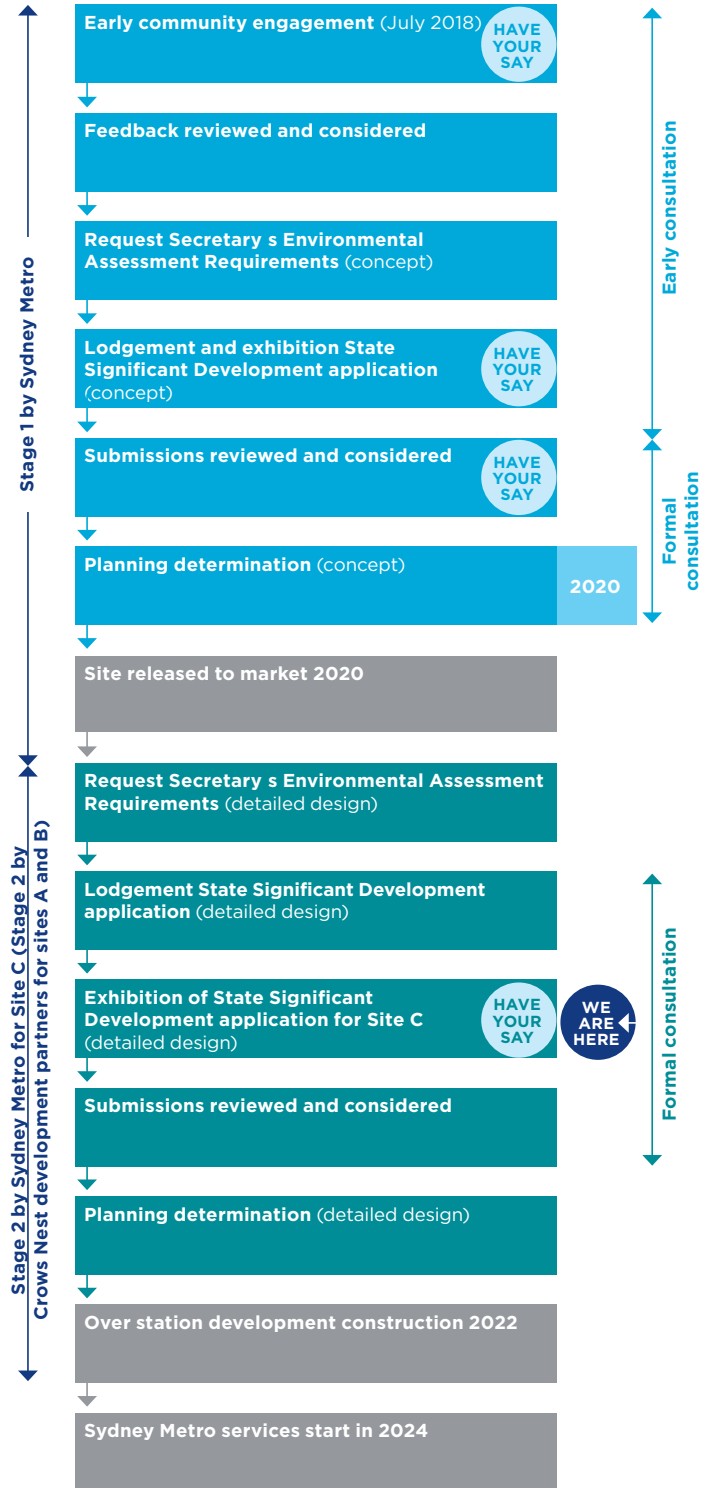 Early community engagement (July 2018)
HAVE
YOUR
SAY
Feedback reviewed and considered
Request Secretary s Environmental
Assessment Requirements (concept)
Lodgement and exhibition State
Significant Development application
(concept)
HAVE
YOUR
SAY
Submissions reviewed and considered
HAVE
YOUR
SAY
Planning determination (concept)
2020
Site released to market 2020
Request Secretary s Environmental Assessment
Requirements (detailed design)
Lodgement State Significant Development
application (detailed design)
Exhibition of State Significant
Development application for Site C
(detailed design)
HAVE
YOUR
SAY
WE
ARE
HERE
Submissions reviewed and considered
Planning determination (detailed design)
Over station development construction 2022
Sydney Metro services start in 2024
Stage 1 by Sydney Metro
Stage 2 by Sydney Metro for Site C (Stage 2 by
Crows Nest development partners for sites A and B)
Early consultation
Formal
consultation
Formal consultation